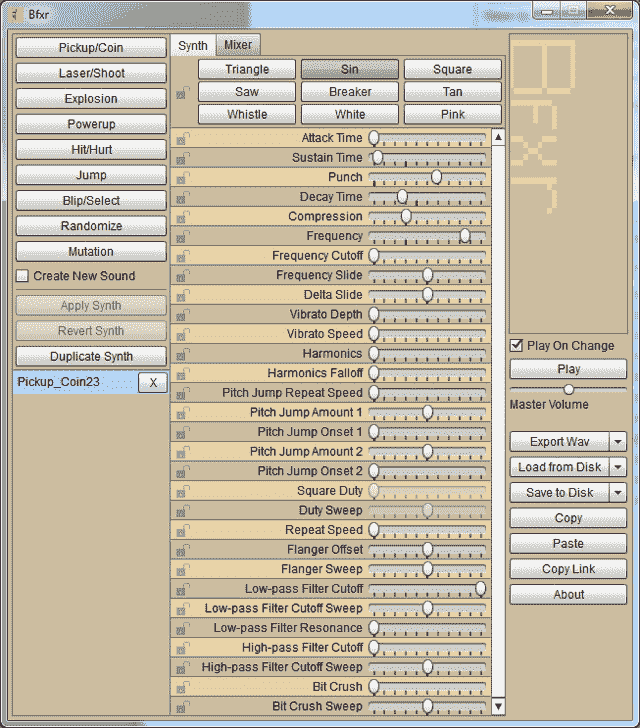 Bfxr
Pickup/Coin
Laser/Shoot
Explosion
Powerup
Hit/Hurt
Jump
Blip/Select
Randomize
Mutation
Create New Sound
Apply Synth
Revert Synth
Duplicate Synth
Pickup_Coin23 X
Synth Mixer
Triangle Sin Square
Saw Breaker Tan
Whistle White Pink
Attack Time
Sustain Time
Punch
Decay Time
Compression
Frequency
Frequency Cutoff
Frequency Slide
Delta Slide
Vibrato Depth
Vibrato Speed
Harmonics
Harmonics Falloff
Pitch Jump Repeat Speed
Pitch Jump Amount 1
Pitch Jump Onset 1
Pitch Jump Amount 2
Pitch Jump Onset 2
Square Duty
Duty Sweep
Repeat Speed
Flanger Offset
Flanger Sweep
Low-pass Filter Cutoff
Low-pass Filter Cutoff Sweep
Low-pass Filter Resonance
High-pass Filter Cutoff
High-pass Filter Cutoff Sweep
Bit Crush
Bit Crush Sweep
BFXR
Play On Change
Play
Master Volume
Export Wav
Load from Disk
Save to Disk
Copy
Paste
Copy Link
About